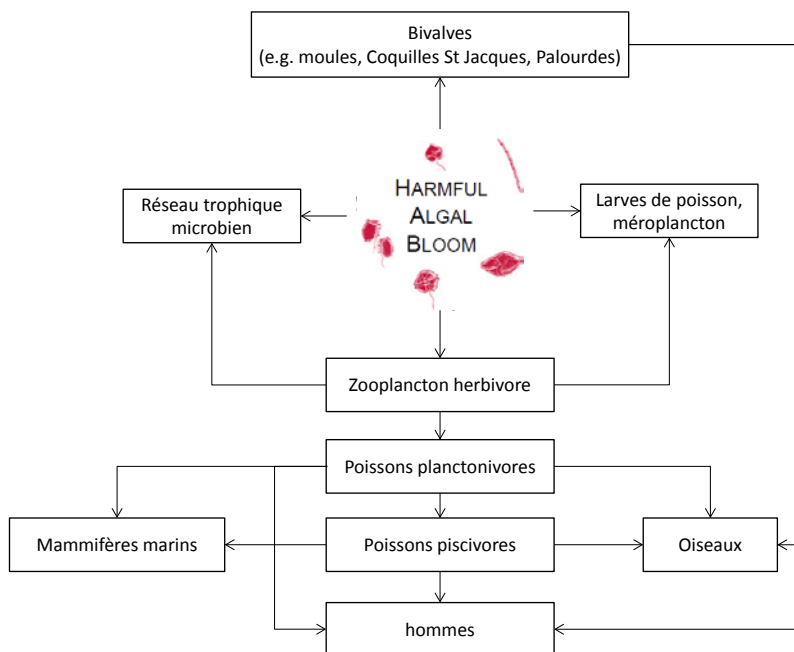 Bivalves
(e.g. moules, Coquilles St Jacques, Palourdes)
HARMFUL
ALGAL
BLOOM
Réseau trophique
microbien
Larves de poisson,
méroplancton
Zooplancton herbivore
Poissons planctonivores
Mammifères marins
Poissons piscivores
Oiseaux
hommes